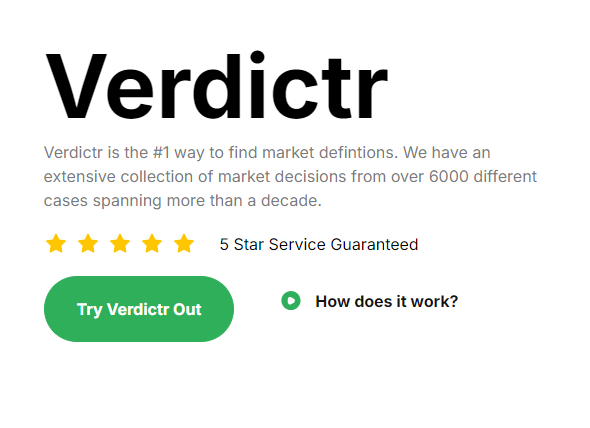 Verdictr
Verdictr is the #1 way to find market defintions. We have an
extensive collection of market decisions from over 6000 different
cases spanning more than a decade.
5 Star Service Guaranteed
Try Verdictr Out
How does it work?